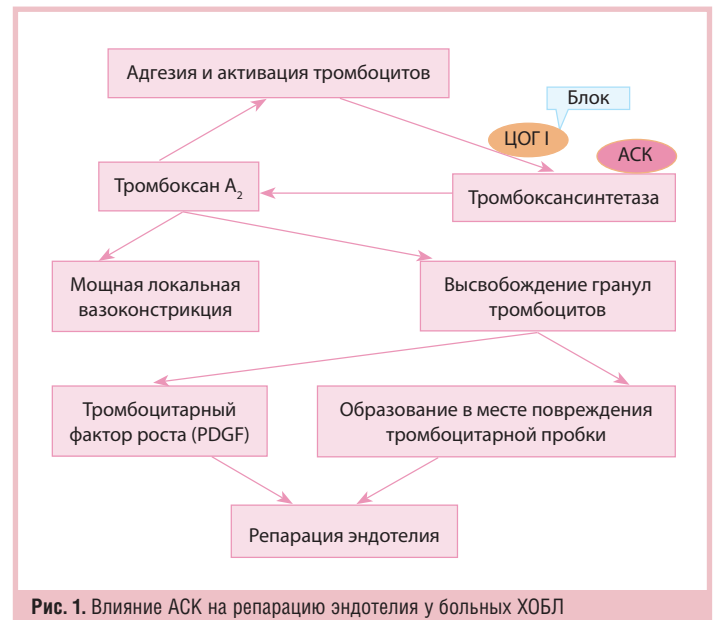 Адгезия и активация тромбоцитов
Блок
ЦОГ I
АСК
Тромбоксан А₂
Тромбоксансинтетаза
Мощная локальная
вазоконстрикция
Высвобождение гранул
тромбоцитов
Тромбоцитарный
фактор роста (PDGF)
Образование в месте повреждения
тромбоцитарной пробки
Репарация эндотелия
Рис. 1. Влияние АСК на репарацию эндотелия у больных ХОБЛ